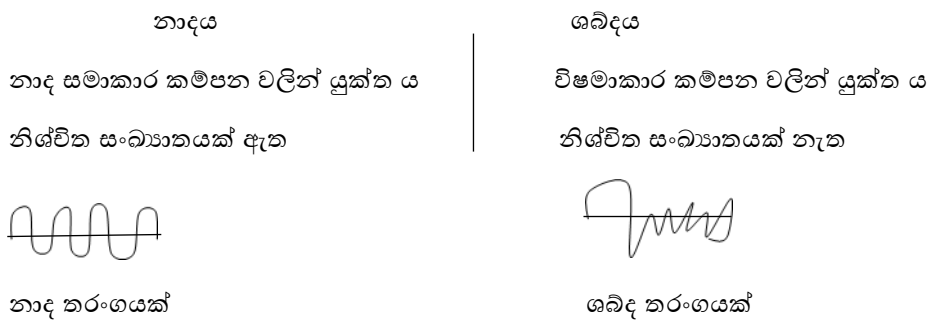 නාදය
ශබ්දය
නාද සමාකාර කම්පන වලින් යුක්ත ය
විෂමාකාර කම්පන වලින් යුක්ත ය
නිශ්චිත සංඛ්‍යාතයක් ඇත
නිශ්චිත සංඛ්‍යාතයක් නැත
නාද තරංගයක්
ශබ්ද තරංගයක්